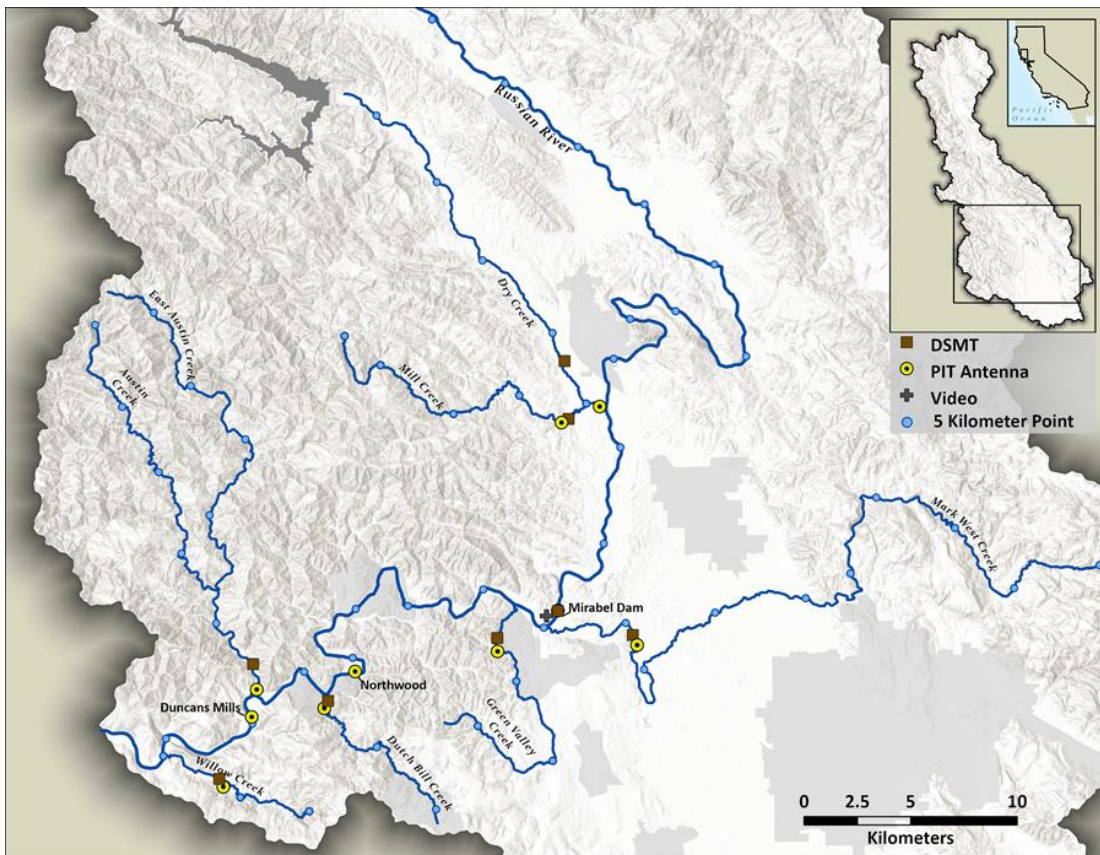 Pacific
Ocean
Russian River
DSMT
PIT Antenna
Video
5 Kilometer Point
East Austin Creek
Dry Creek
Austin
Creek
Mill Creek
Mark West Creek
Mirabel Dam
Northwood
Duncans Mills
Green Valley
Creek
Dutch Bill Creek
Willow Creek
0 2.5 5 10
Kilometers